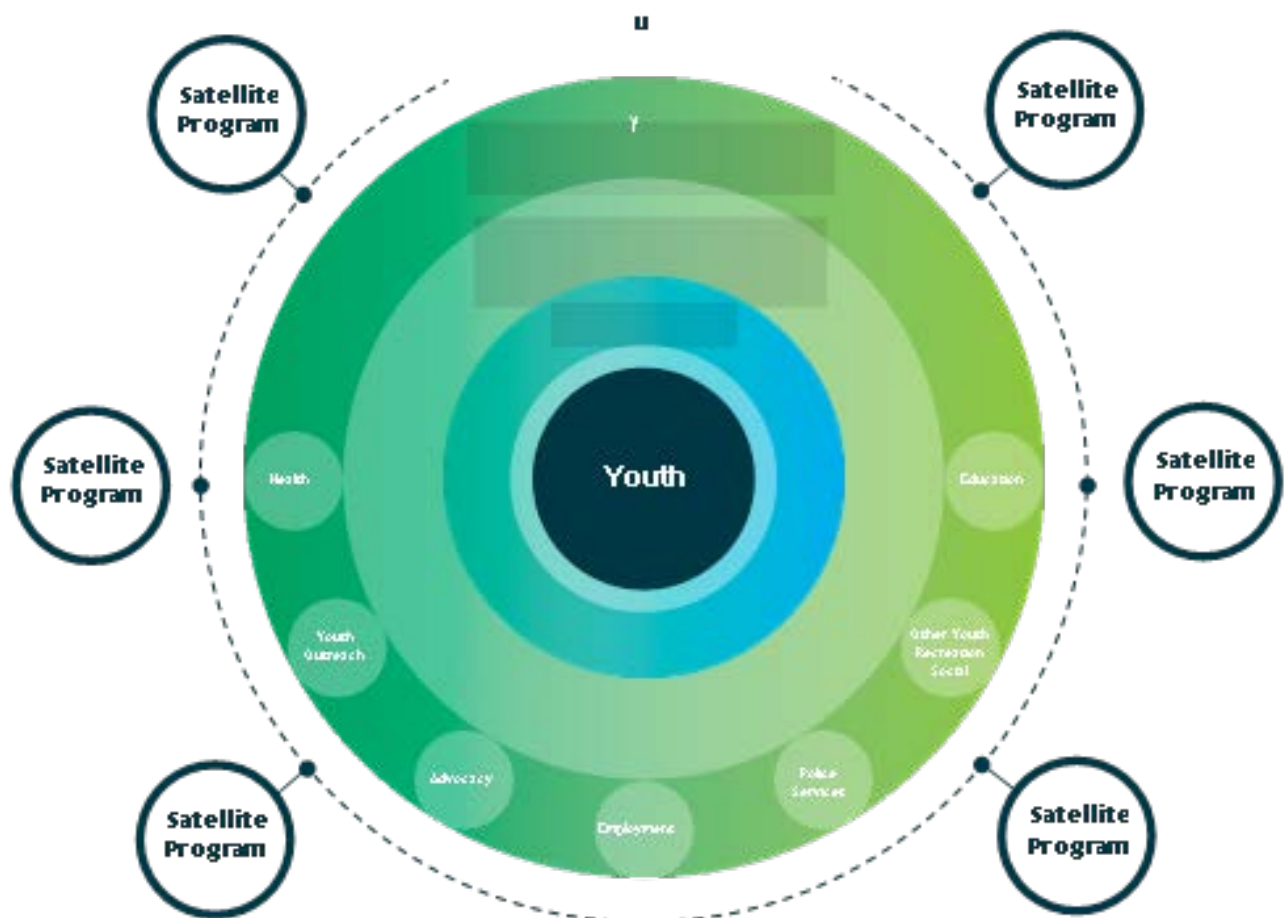 u
Satellite
Program
Satellite
Program
Y
Satellite
Program
Health
Youth
Education
Satellite
Program
Youth
Outreach
Other Youth
Recreation
Social
Advocacy
Employment
Police
Services
Satellite
Program
Satellite
Program